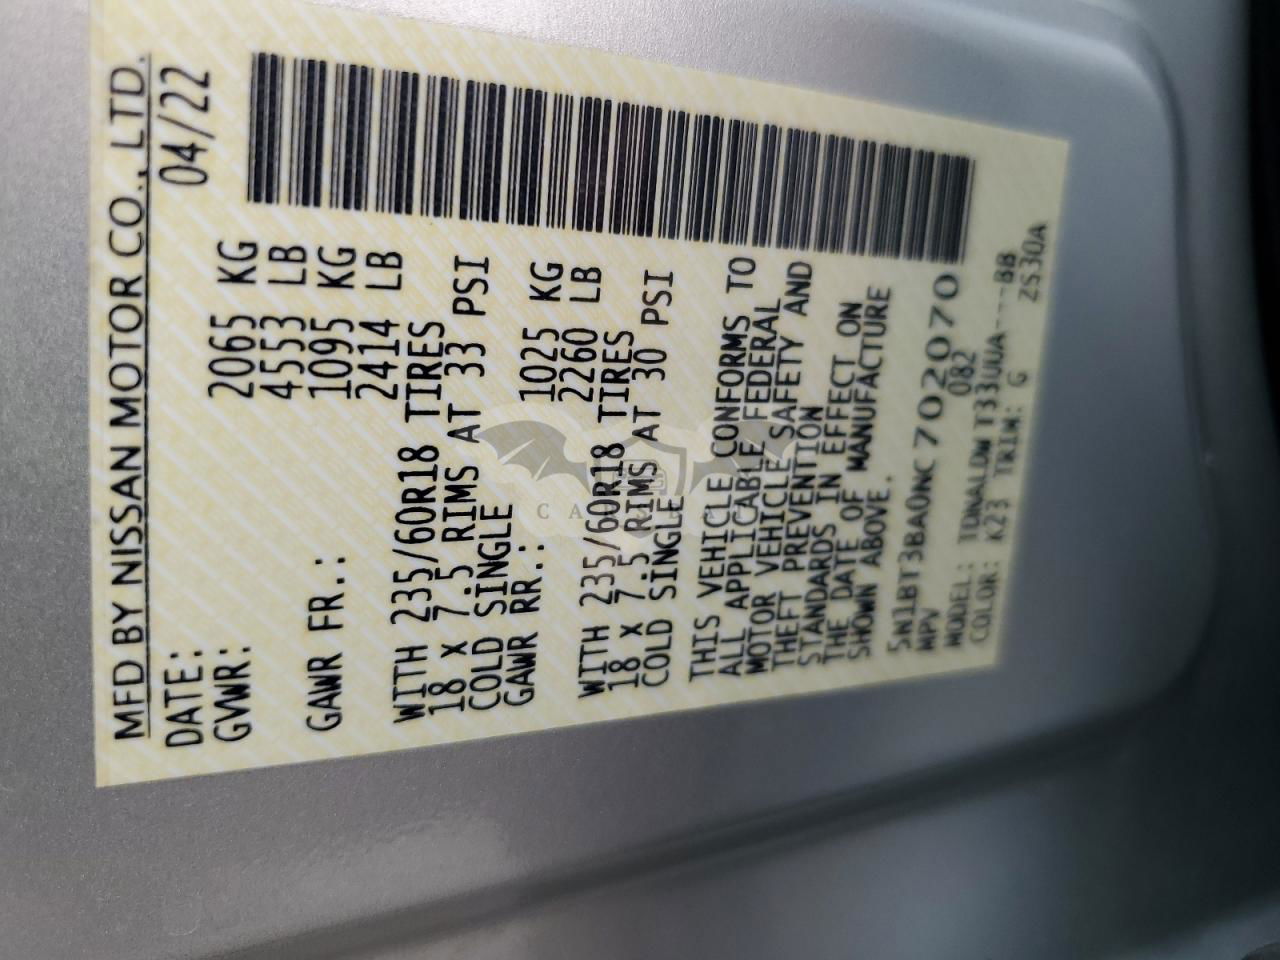 MFD BY NISSAN MOTOR CO., LTD.
DATE: 04/22
GVWR: 2065 KG
4553 LB
GAWR FR.: 1095 KG
2414 LB
WITH 235/60R18 TIRES
18 X 7.5 RIMS AT 33 PSI
COLD SINGLE
GAWR RR.: 1025 KG
2260 LB
WITH 235/60R18 TIRES
18 X 7.5 RIMS AT 30 PSI
COLD SINGLE
THIS VEHICLE CONFORMS TO
ALL APPLICABLE FEDERAL
MOTOR VEHICLE SAFETY AND
THEFT PREVENTION
STANDARDS IN EFFECT ON
THE DATE OF MANUFACTURE
SHOWN ABOVE.
5N1BT3BA0NC702070
MPV 082
MODEL: TDNALDWT33UUA---BB
COLOR: K23 TRIM: G ZS30A